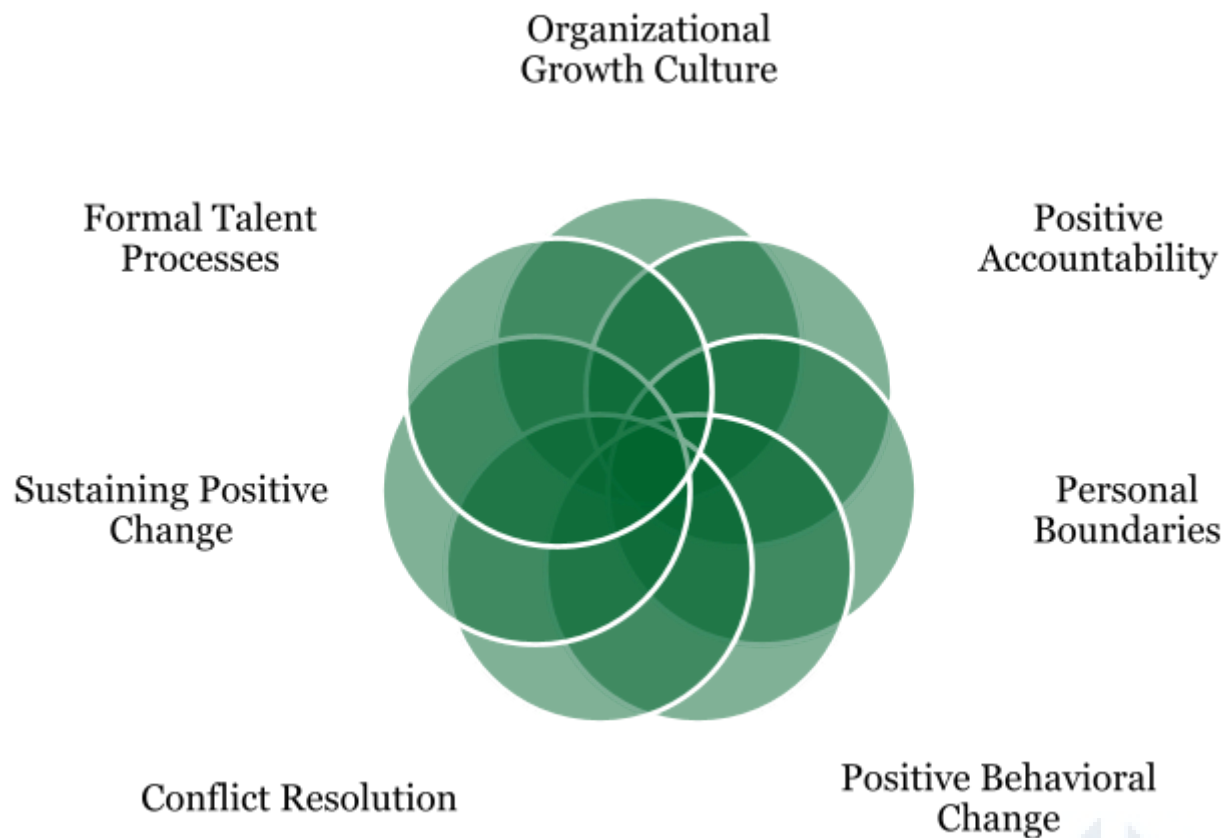 Organizational
Growth Culture
Formal Talent
Processes
Positive
Accountability
Sustaining Positive
Change
Personal
Boundaries
Conflict Resolution
Positive Behavioral
Change